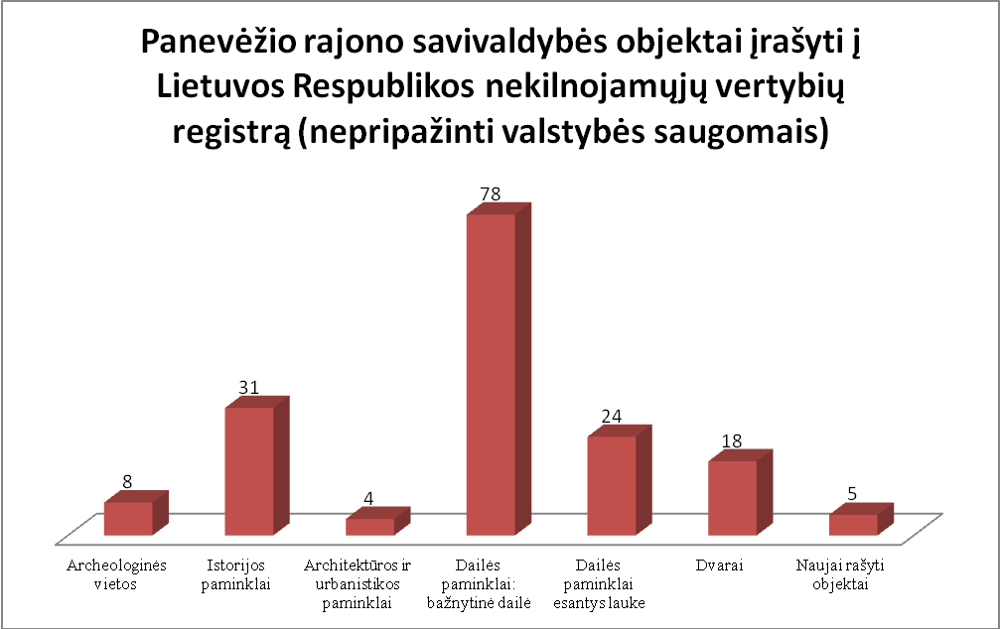 Panevėžio rajono savivaldybės objektai įrašyti į
Lietuvos Respublikos nekilnojamųjų vertybių
registrą (nepripažinti valstybės saugomais)
78
31
24
18
8
4
5
Archeologinės
vietos
Istorijos
paminklai
Architektūros ir
urbanistikos
paminklai
Dailės
paminklai:
bažnytinė dailė
Dailės
paminklai
esantys lauke
Dvarai
Naujai rašyti
objektai